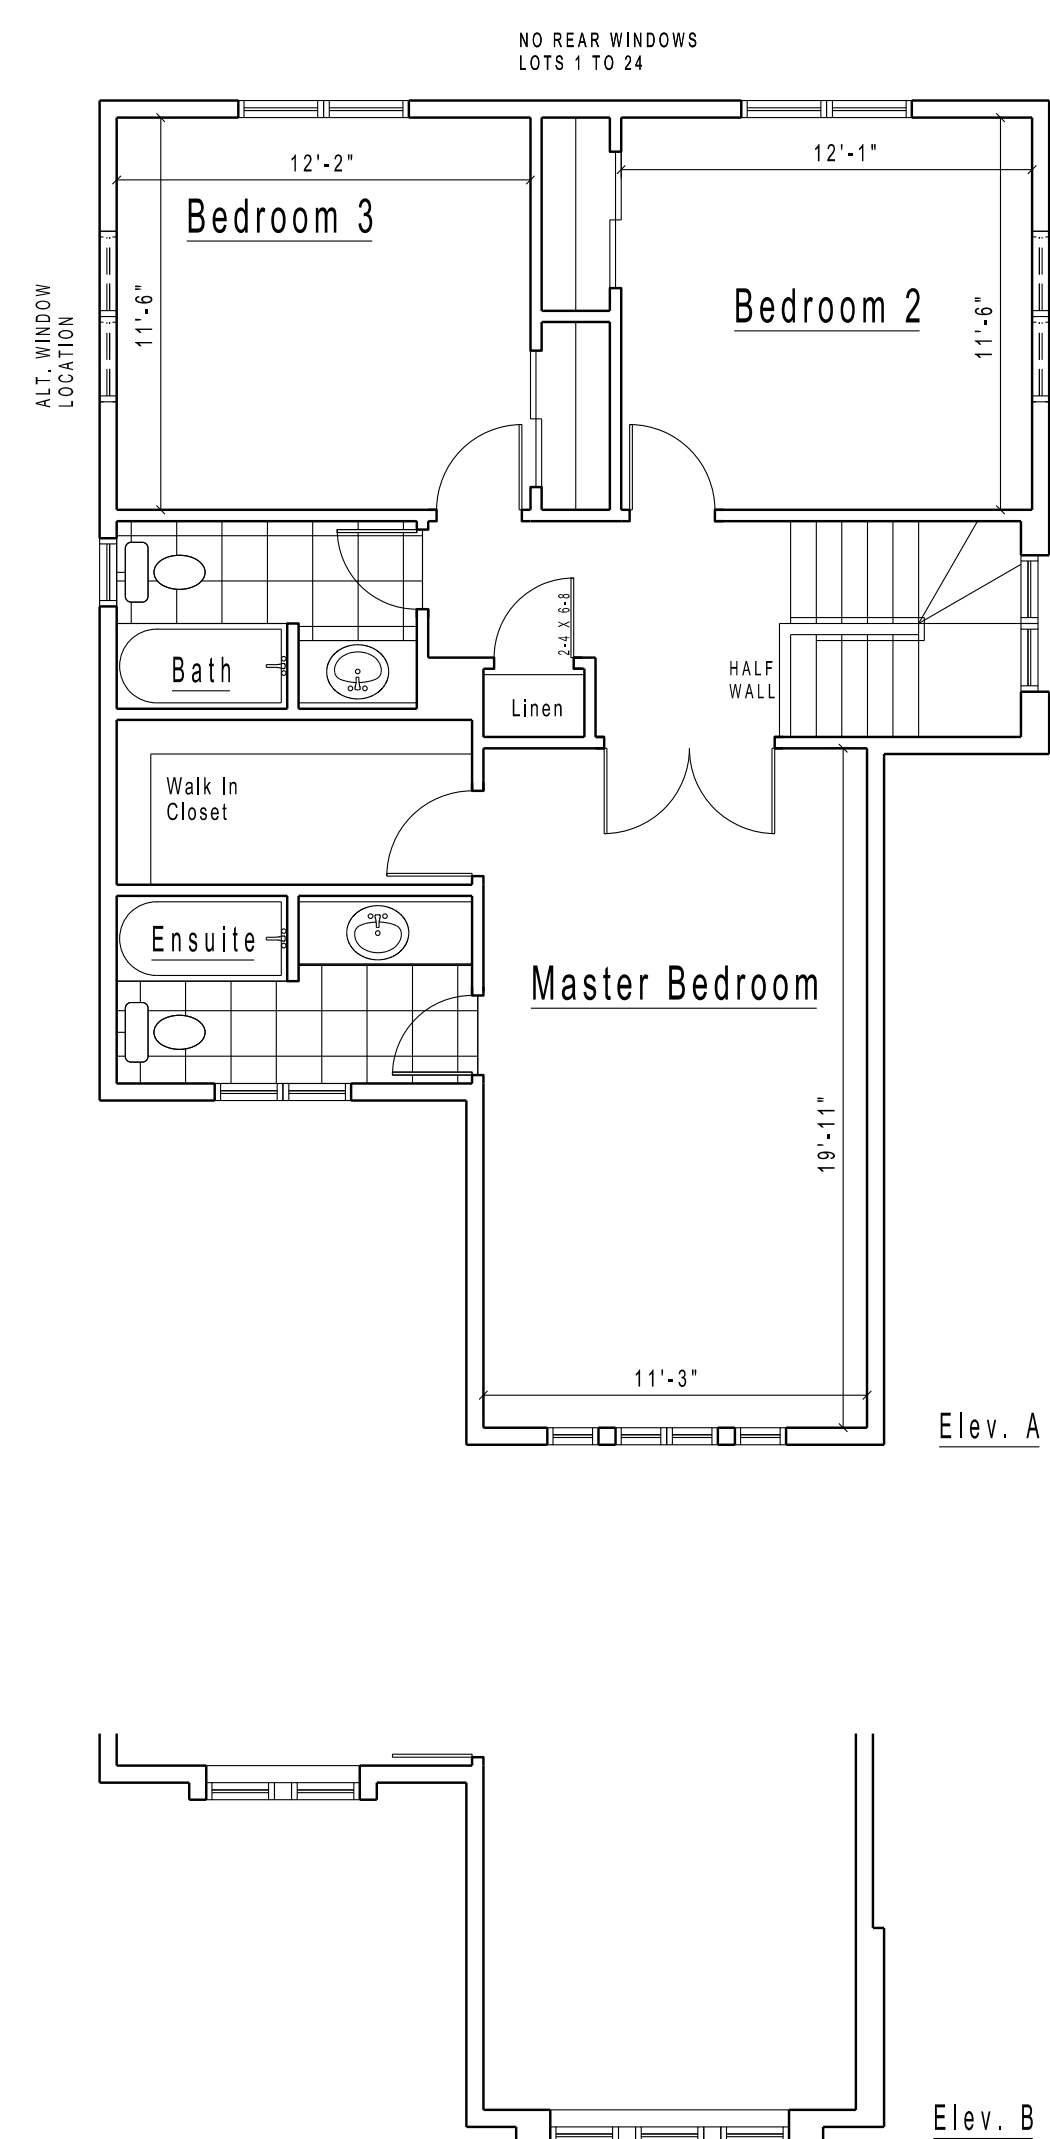 NO REAR WINDOWS
LOTS 1 TO 24
12'-2"
12'-1"
Bedroom 3
Bedroom 2
11'-6"
11'-6"
ALT. WINDOW
LOCATION
2-4 X 6-8
Bath
HALF
WALL
Linen
Walk In
Closet
Ensuite
Master Bedroom
19'-11"
11'-3"
Elev. A
Elev. B